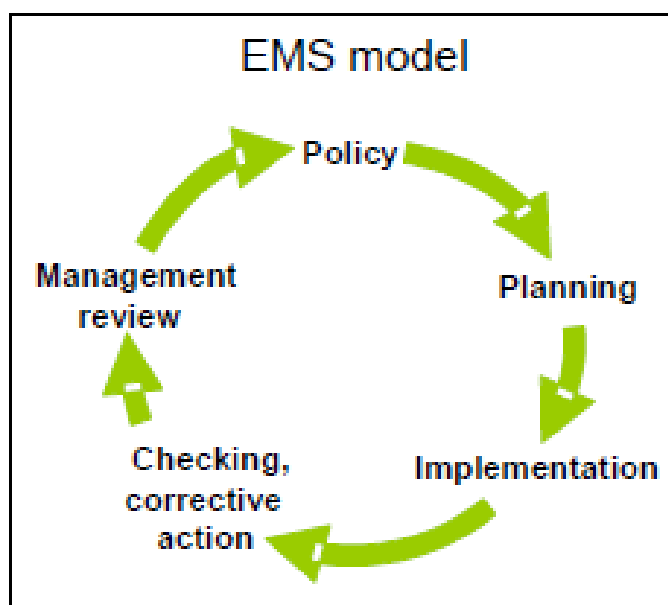 EMS model
Policy
Planning
Implementation
Checking,
corrective
action
Management
review